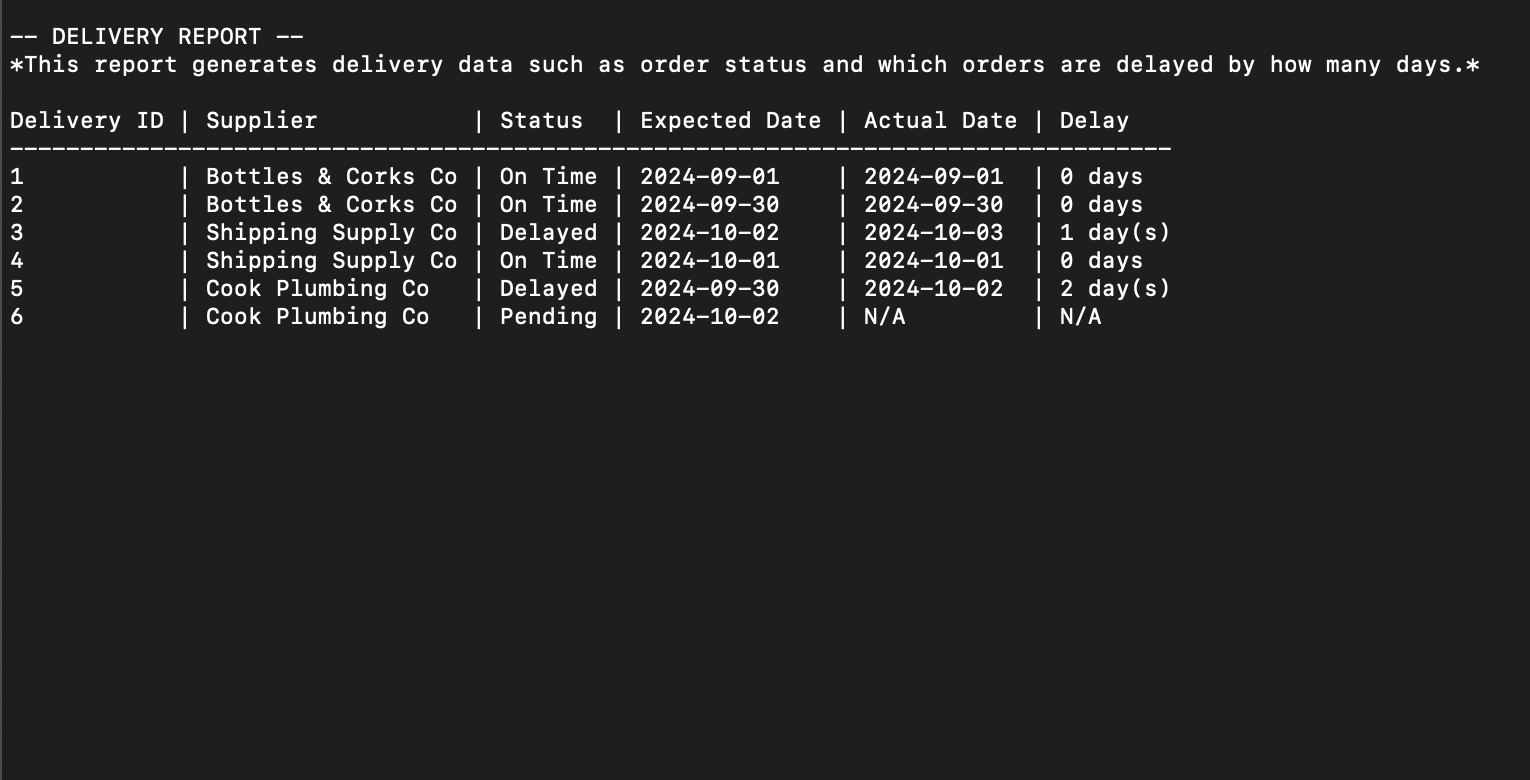 -- DELIVERY REPORT --
*This report generates delivery data such as order status and which orders are delayed by how many days.*
Delivery ID | Supplier           | Status  | Expected Date | Actual Date | Delay
-----------------------------------------------------------------------------------
1           | Bottles & Corks Co | On Time | 2024-09-01    | 2024-09-01  | 0 days
2           | Bottles & Corks Co | On Time | 2024-09-30    | 2024-09-30  | 0 days
3           | Shipping Supply Co | Delayed | 2024-10-02    | 2024-10-03  | 1 day(s)
4           | Shipping Supply Co | On Time | 2024-10-01    | 2024-10-01  | 0 days
5           | Cook Plumbing Co   | Delayed | 2024-09-30    | 2024-10-02  | 2 day(s)
6           | Cook Plumbing Co   | Pending | 2024-10-02    | N/A         | N/A